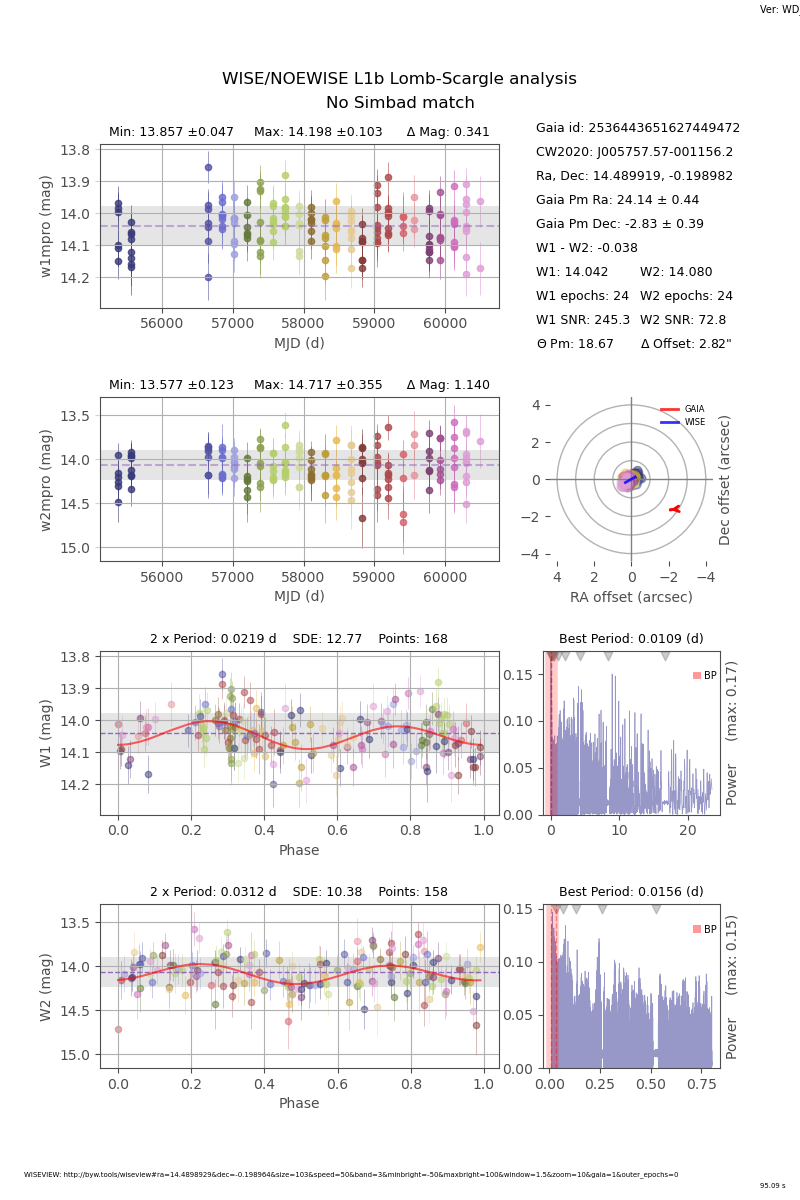 Ver: WD_
WISE/NOEWISE L1b Lomb-Scargle analysis
No Simbad match
Min: 13.857 ±0.047 Max: 14.198 ±0.103 Δ Mag: 0.341
13.8
13.9
14.0
14.1
14.2
w1mpro (mag)
56000 57000 58000 59000 60000
MJD (d)
Gaia id: 2536443651627449472
CW2020: J005757.57-001156.2
Ra, Dec: 14.489919, -0.198982
Gaia Pm Ra: 24.14 ± 0.44
Gaia Pm Dec: -2.83 ± 0.39
W1 - W2: -0.038
W1: 14.042 W2: 14.080
W1 epochs: 24 W2 epochs: 24
W1 SNR: 245.3 W2 SNR: 72.8
Θ Pm: 18.67 Δ Offset: 2.82"
Min: 13.577 ±0.123 Max: 14.717 ±0.355 Δ Mag: 1.140
13.5
14.0
14.5
15.0
w2mpro (mag)
56000 57000 58000 59000 60000
MJD (d)
4
2
0
−2
−4
GAIA
WISE
Dec offset (arcsec)
4 2 0 −2 −4
RA offset (arcsec)
2 x Period: 0.0219 d SDE: 12.77 Points: 168
13.8
13.9
14.0
14.1
14.2
W1 (mag)
0.0 0.2 0.4 0.6 0.8 1.0
Phase
Best Period: 0.0109 (d)
0.15
0.10
0.05
0.00
BP
Power (max: 0.17)
0 10 20
2 x Period: 0.0312 d SDE: 10.38 Points: 158
13.5
14.0
14.5
15.0
W2 (mag)
0.0 0.2 0.4 0.6 0.8 1.0
Phase
Best Period: 0.0156 (d)
0.15
0.10
0.05
0.00
BP
Power (max: 0.15)
0.00 0.25 0.50 0.75
WISEVIEW: http://byw.tools/wiseview#ra=14.4898929&dec=-0.198964&size=103&speed=50&band=3&minbright=-50&maxbright=100&window=1.5&zoom=10&gaia=1&outer_epochs=0
95.09 s